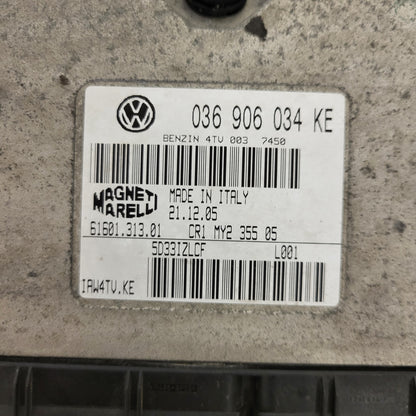 036 906 034 KE
BENZIN 4TV 003 7450
MAGNETI MARELLI
MADE IN ITALY
21.12.05
61601.313.01 CR1 MY2 355 05
5D33IZLCF L001
IAW4TV.KE